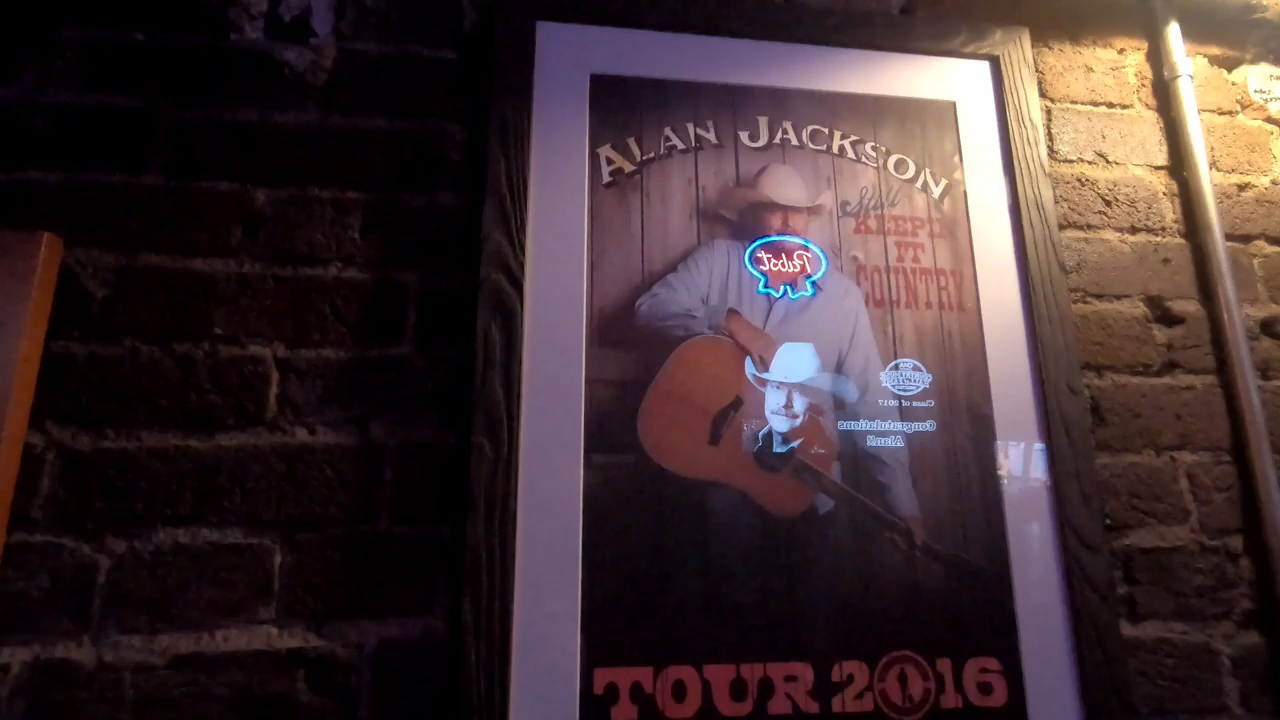 ALAN JACKSON
Still
KEEPIN'
IT
COUNTRY
Pabst
Class of 2017
Congratulations
Alan!
TOUR 2016